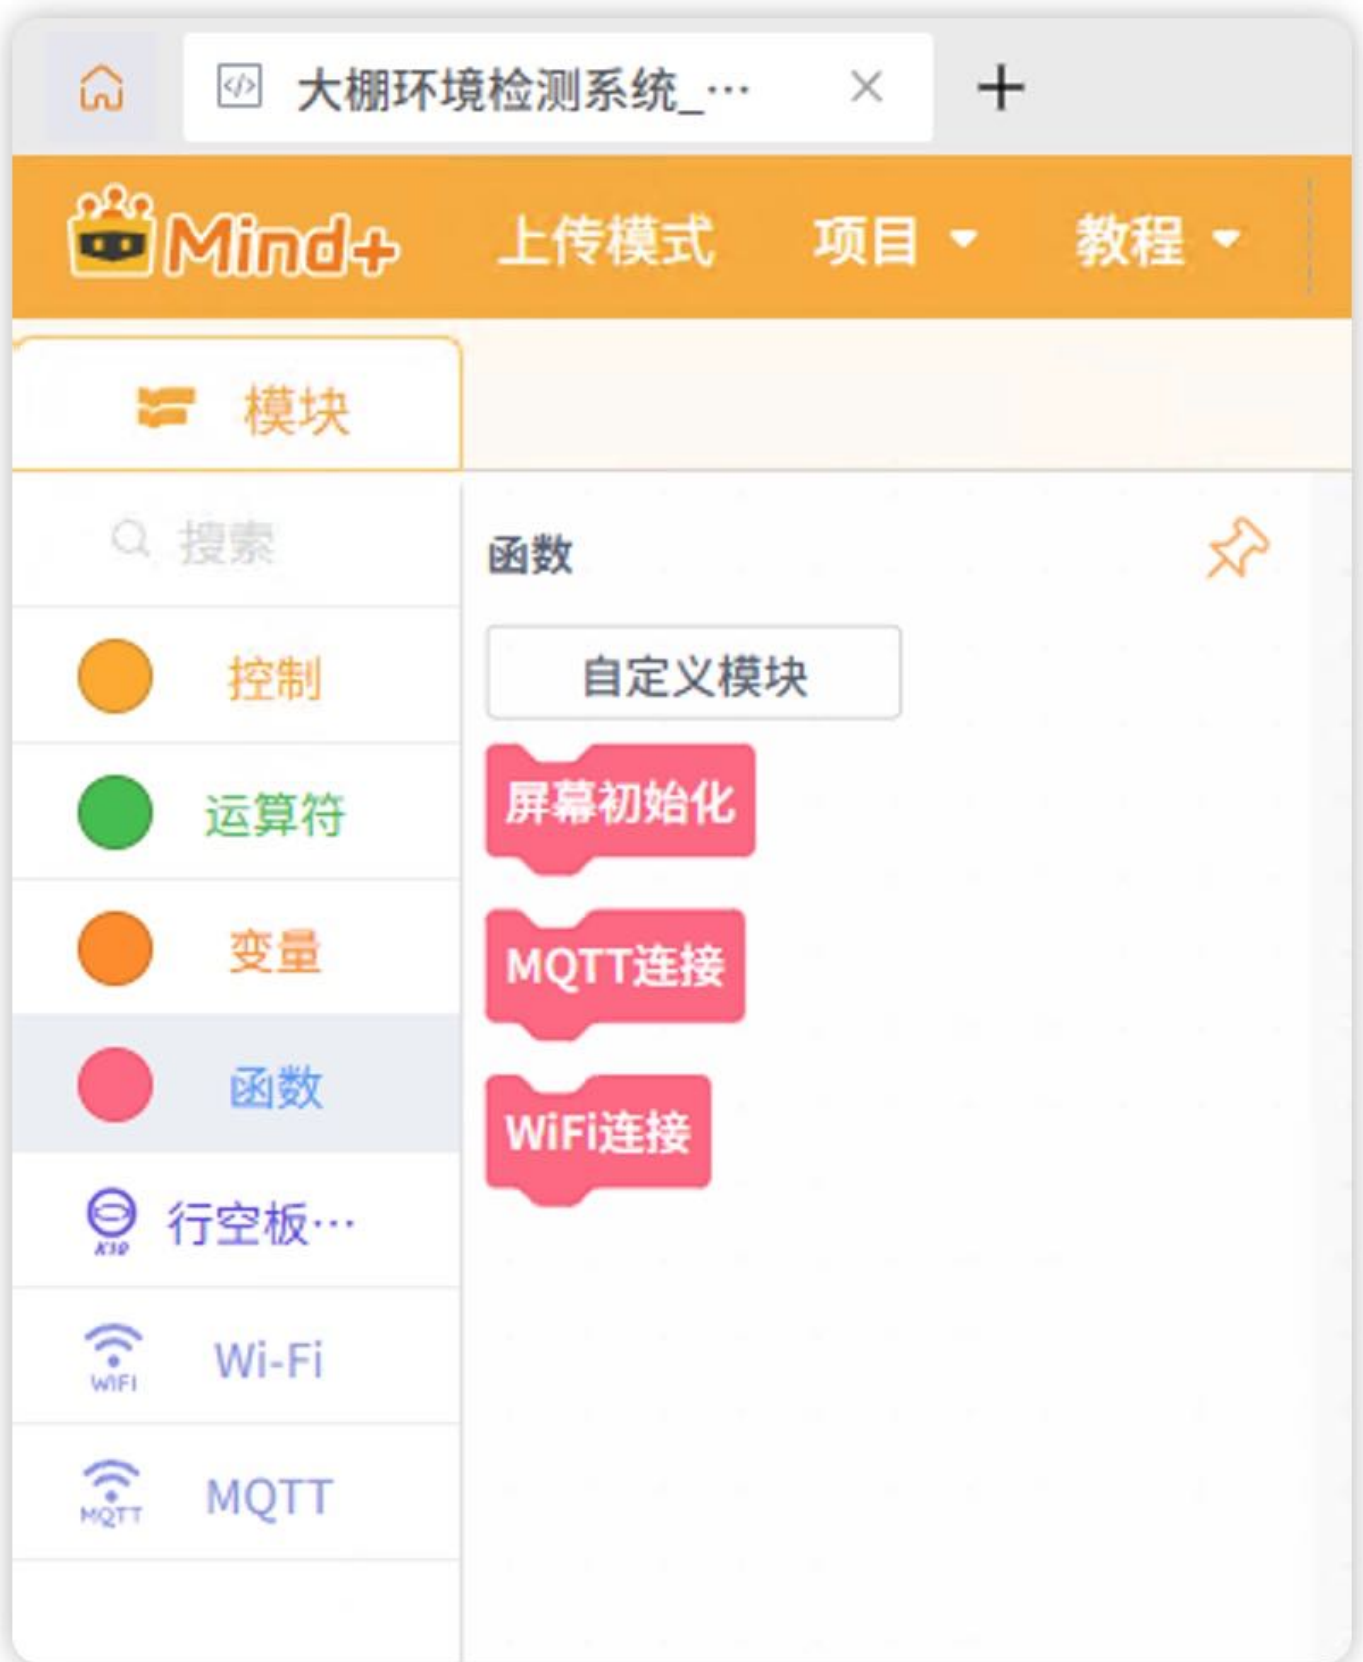 大棚环境检测系统_…
Mind+ 上传模式 项目 教程
模块
搜索
控制
运算符
变量
函数
K10 行空板…
WIFI Wi-Fi
MQTT MQTT
函数
自定义模块
屏幕初始化
MQTT连接
WiFi连接